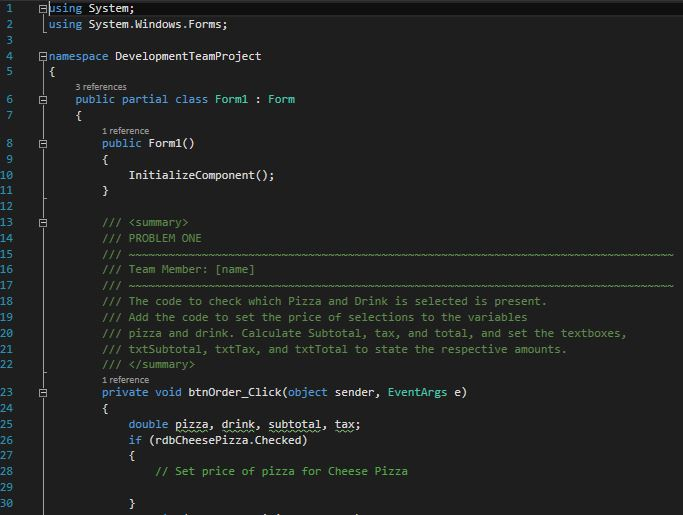 1 using System;
2 using System.Windows.Forms;
3
4 namespace DevelopmentTeamProject
5 {
3 references
6 public partial class Form1 : Form
7 {
1 reference
8 public Form1()
9 {
10 InitializeComponent();
11 }
12
13 /// <summary>
14 /// PROBLEM ONE
15 /// ~~~~~~~~~~~~~~~~~~~~~~~~~~~~~~~~~~~~~~~~~~~~~~~~~~~~~~~~~~~~~~~~~~~~~~~~~~~~~~~~~~
16 /// Team Member: [name]
17 /// ~~~~~~~~~~~~~~~~~~~~~~~~~~~~~~~~~~~~~~~~~~~~~~~~~~~~~~~~~~~~~~~~~~~~~~~~~~~~~~~~~~
18 /// The code to check which Pizza and Drink is selected is present.
19 /// Add the code to set the price of selections to the variables
20 /// pizza and drink. Calculate Subtotal, tax, and total, and set the textboxes,
21 /// txtSubtotal, txtTax, and txtTotal to state the respective amounts.
22 /// </summary>
1 reference
23 private void btnOrder_Click(object sender, EventArgs e)
24 {
25 double pizza, drink, subtotal, tax;
26 if (rdbCheesePizza.Checked)
27 {
28 // Set price of pizza for Cheese Pizza
29
30 }